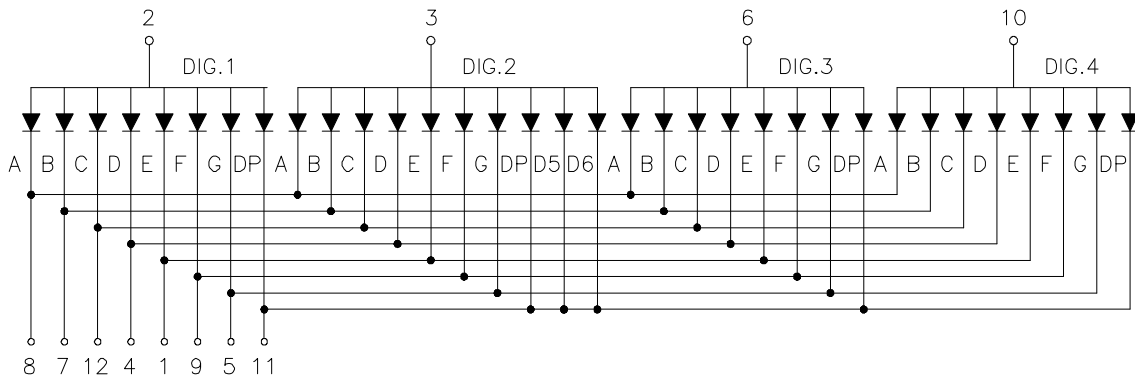 2 3 6 10
DIG.1 DIG.2 DIG.3 DIG.4
A B C D E F G DP A B C D E F G DP D5 D6 A B C D E F G DP A B C D E F G DP
8 7 12 4 1 9 5 11